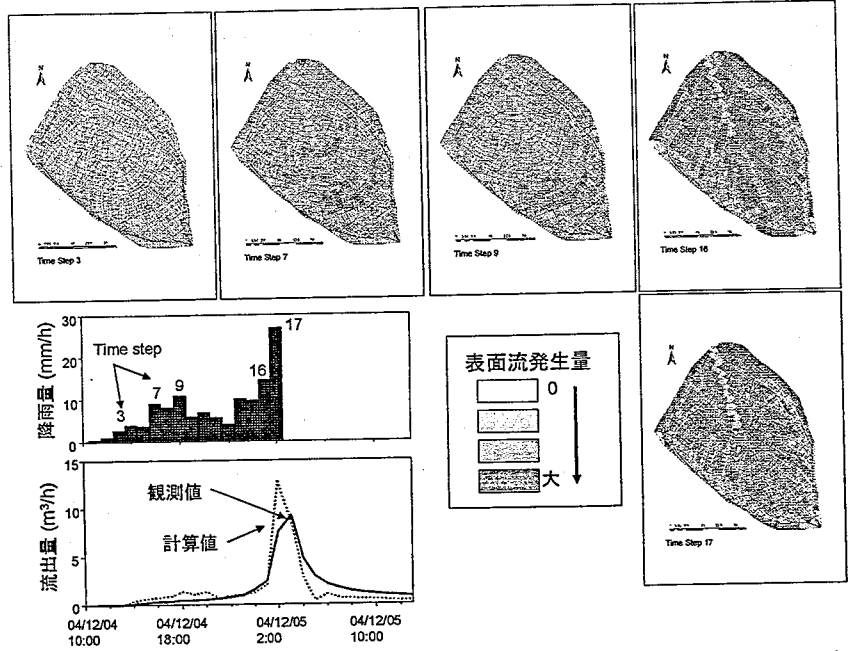 N
N
N
N
Time Step 3
Time Step 7
Time Step 9
Time Step 16
降雨量 (mm/h)
30
20
10
0
Time step
3
7
9
16
17
表面流発生量
0
大
N
Time Step 17
流出量 (m³/h)
15
10
5
0
観測値
計算値
04/12/04
10:00
04/12/04
18:00
04/12/05
2:00
04/12/05
10:00